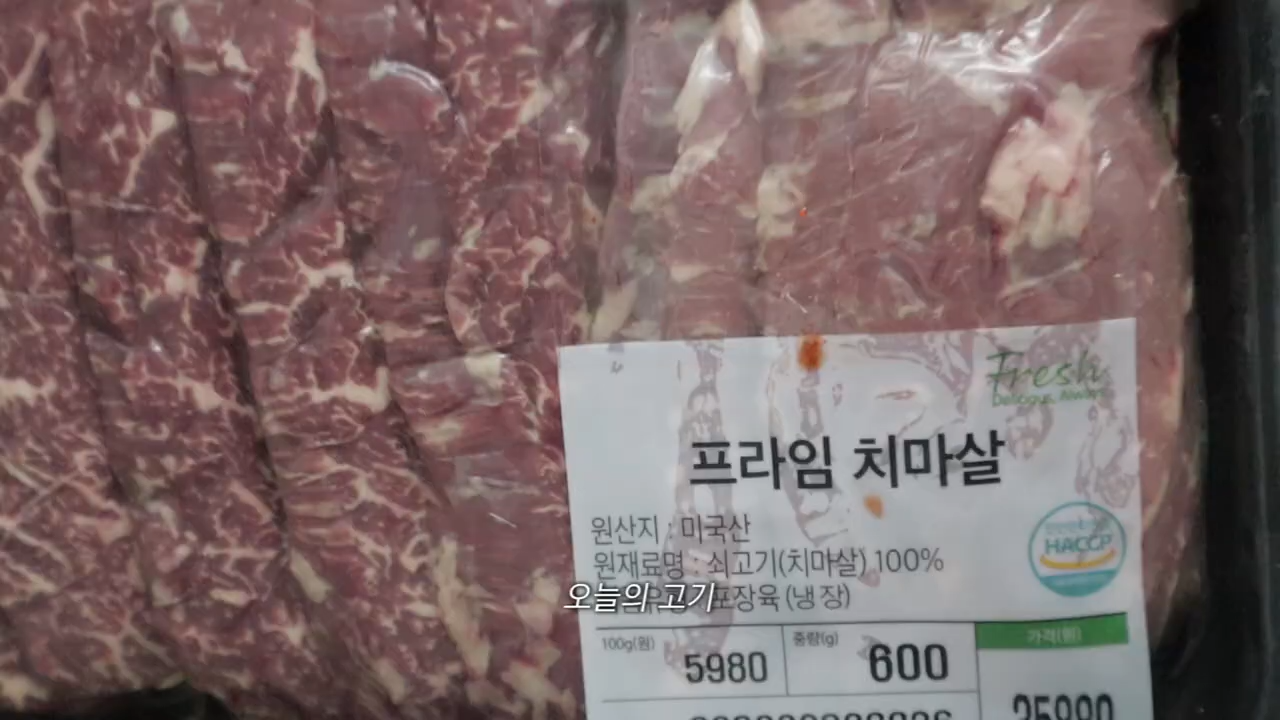 Fresh
Delicious, Always
프라임 치마살
원산지 : 미국산
원재료명 : 쇠고기(치마살) 100%
포장육 (냉장)
오늘의 고기
HACCP
100g(원)
5980
중량(g)
600
가격(원)